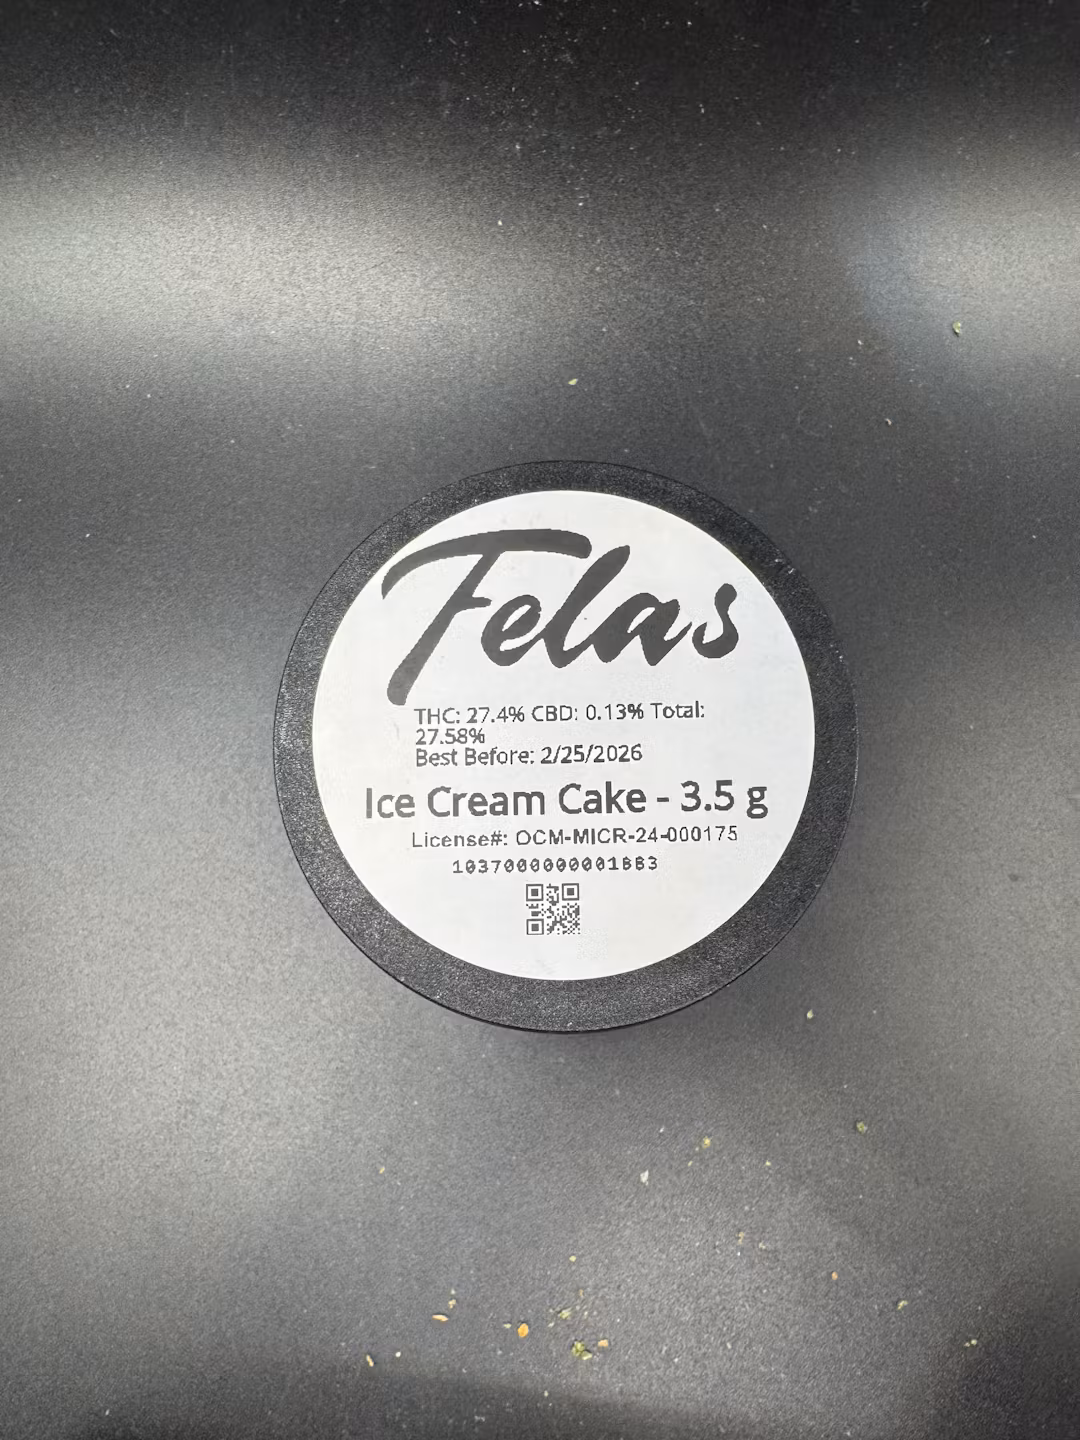 Felas
THC: 27.4% CBD: 0.13% Total:
27.58%
Best Before: 2/25/2026
Ice Cream Cake - 3.5 g
License#: OCM-MICR-24-000175
1037000000001883